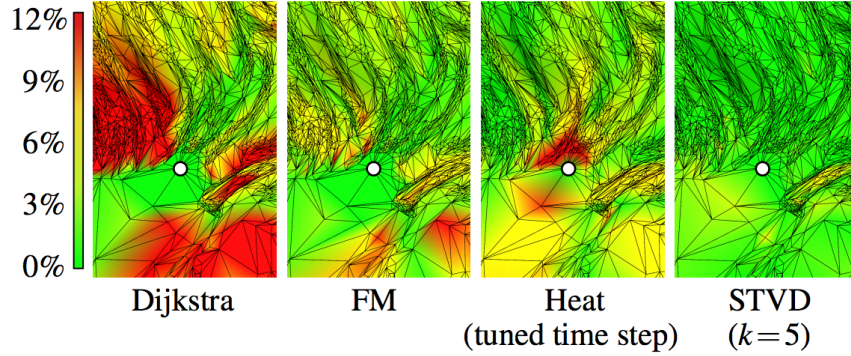 12%
9%
6%
3%
0%
Dijkstra
FM
Heat
(tuned time step)
STVD
(k=5)